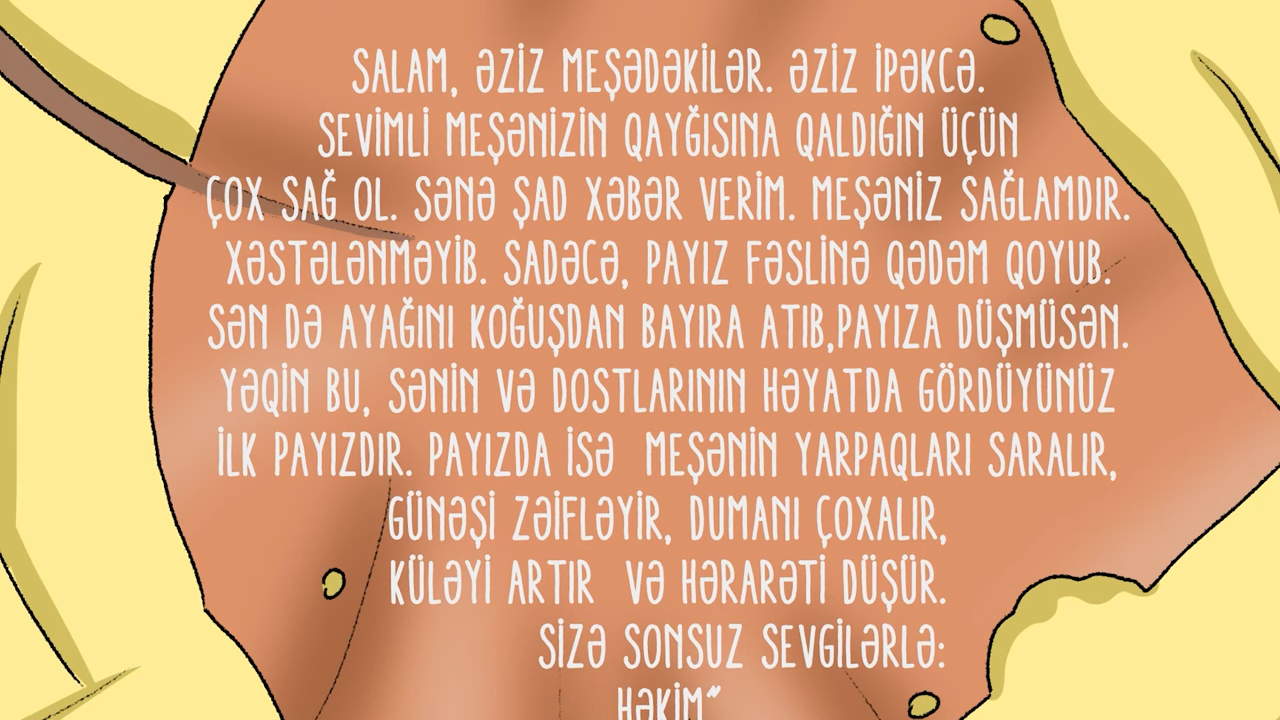 SALAM, ƏZİZ MEŞƏDƏKİLƏR. ƏZİZ İPƏKCƏ.
SEVİMLİ MEŞƏNİZİN QAYĞISINA QALDIĞIN ÜÇÜN
ÇOX SAĞ OL. SƏNƏ ŞAD XƏBƏR VERİM. MEŞƏNİZ SAĞLAMDIR.
XƏSTƏLƏNMƏYİB. SADƏCƏ, PAYIZ FƏSLİNƏ QƏDƏM QOYUB.
SƏN DƏ AYAĞINI KOĞUŞDAN BAYIRA ATIB,PAYIZA DÜŞMÜSƏN.
YƏQİN BU, SƏNİN VƏ DOSTLARININ HƏYATDA GÖRDÜYÜNÜZ
İLK PAYIZDIR. PAYIZDA İSƏ MEŞƏNİN YARPAQLARI SARALIR,
GÜNƏŞİ ZƏİFLƏYİR, DUMANI ÇOXALIR,
KÜLƏYİ ARTIR VƏ HƏRARƏTİ DÜŞÜR.
SİZƏ SONSUZ SEVGİLƏRLƏ:
HƏKİM"